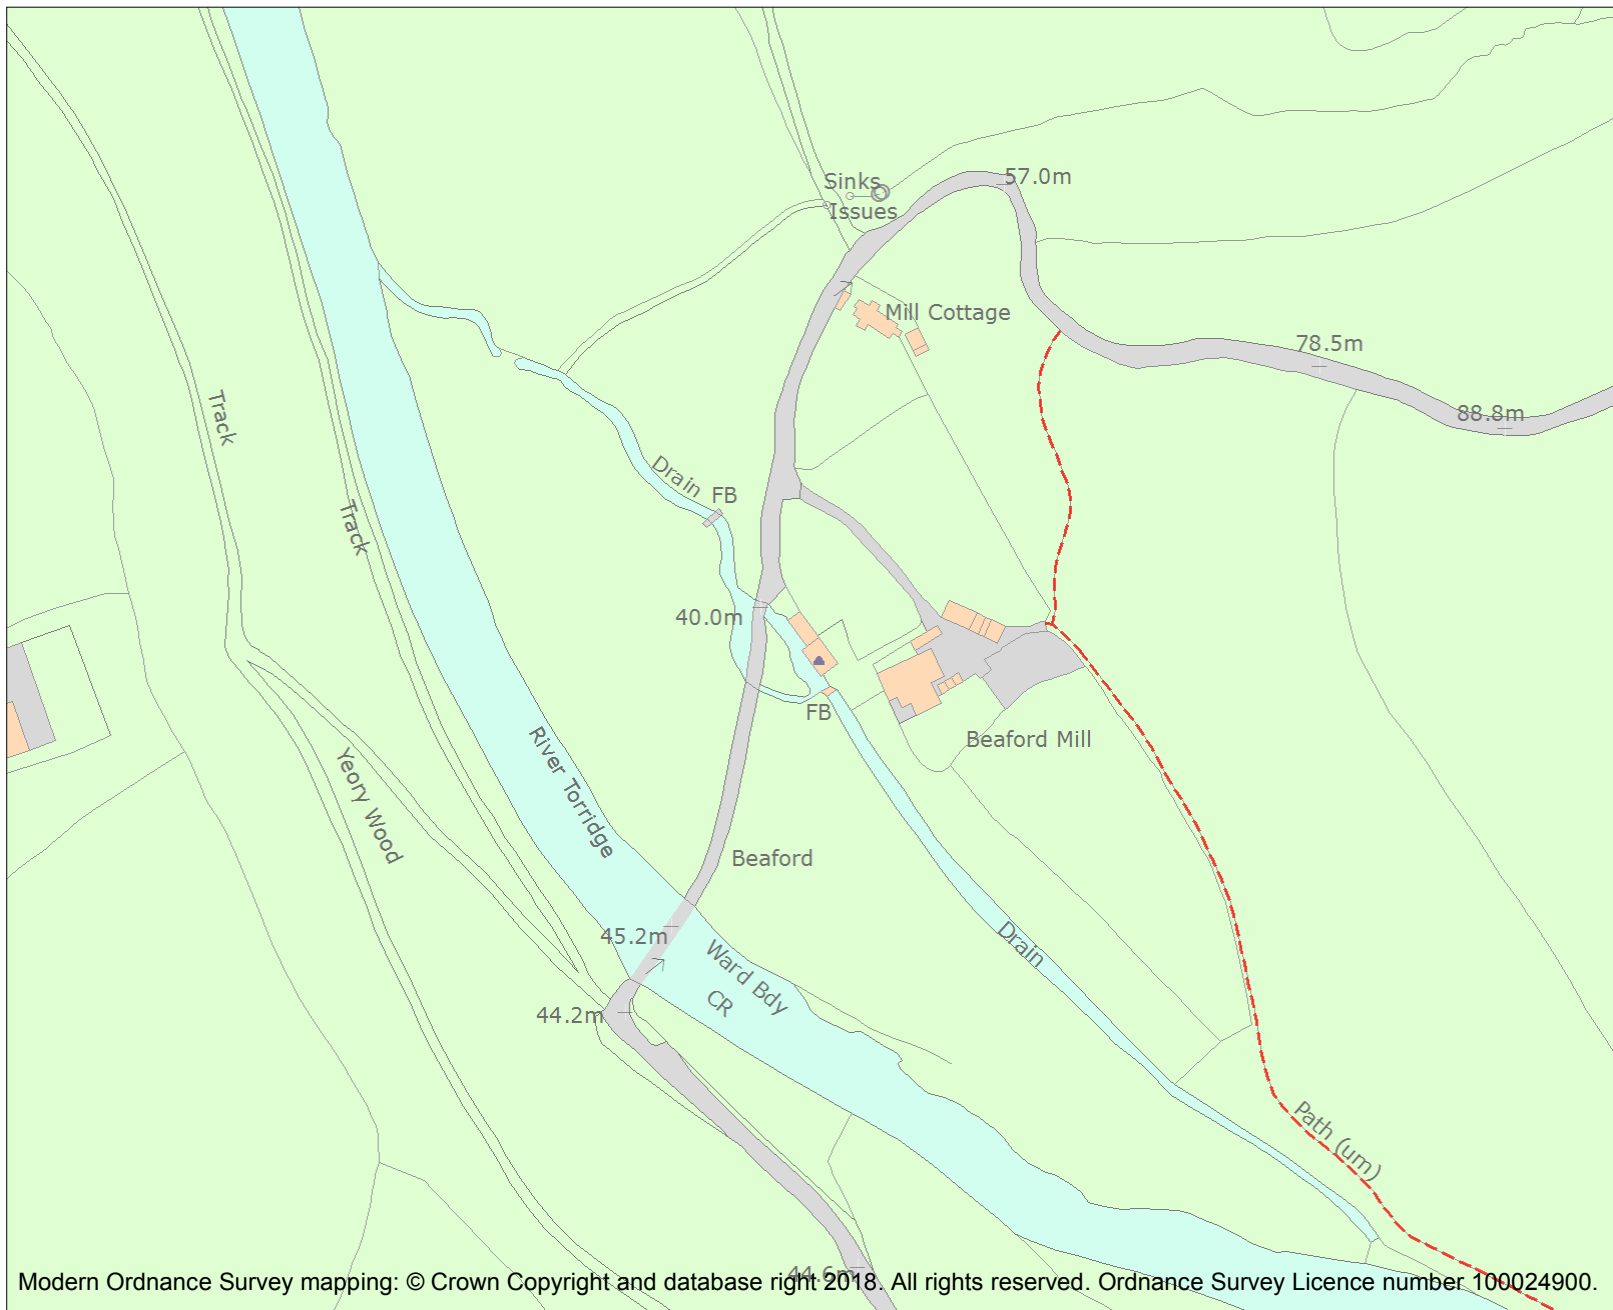 57.0m
Sinks
Issues
Mill Cottage
78.5m
88.8m
Track
Track
Drain
FB
40.0m
FB
Beaford Mill
River Torridge
Yeory Wood
Beaford
45.2m
Ward Bdy
CR
Drain
44.2m
Path (um)
44.6m
Modern Ordnance Survey mapping: © Crown Copyright and database right 2018. All rights reserved. Ordnance Survey Licence number 100024900.